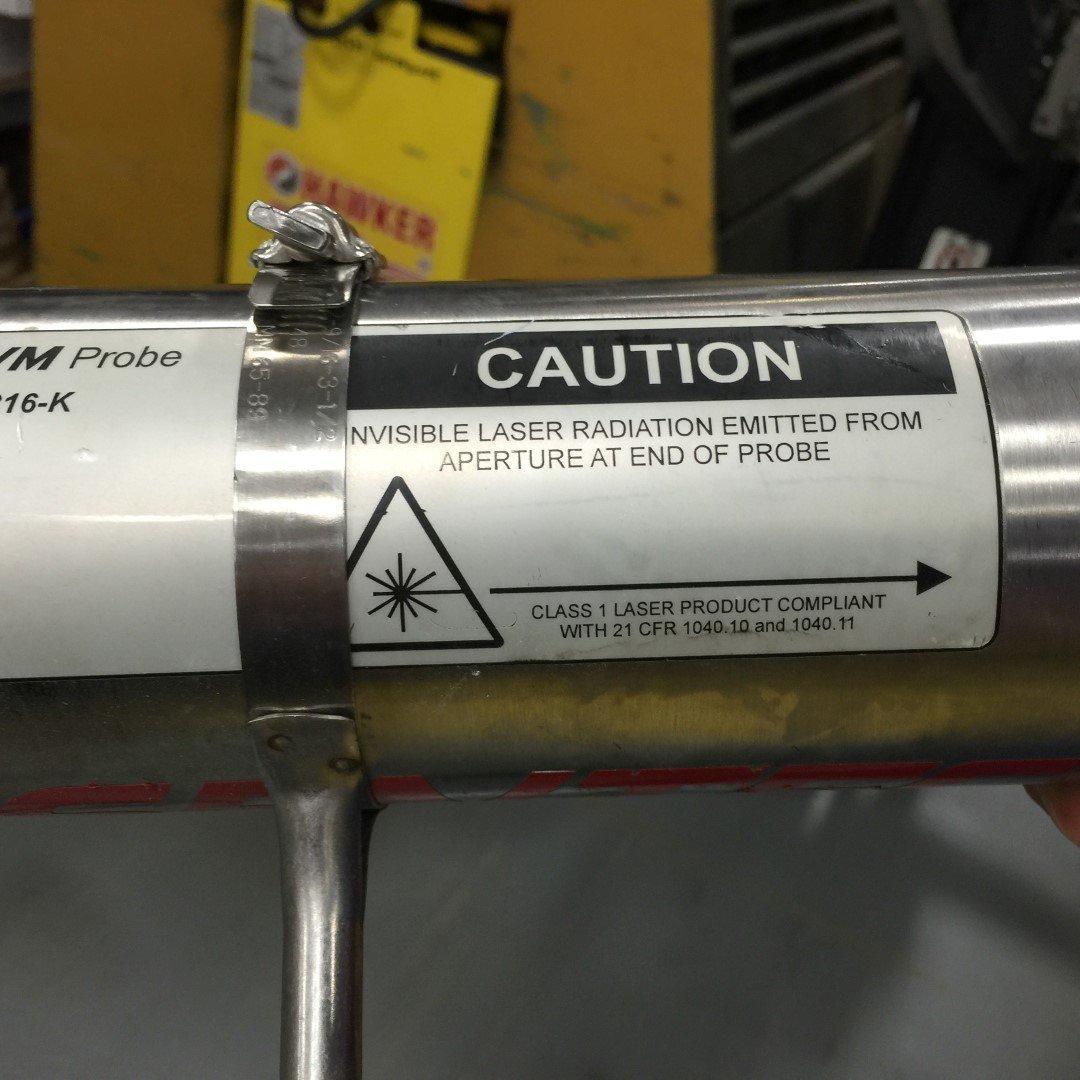 HAWKER
VM Probe
216-K
CAUTION
NVISIBLE LASER RADIATION EMITTED FROM
APERTURE AT END OF PROBE
CLASS 1 LASER PRODUCT COMPLIANT
WITH 21 CFR 1040.10 and 1040.11